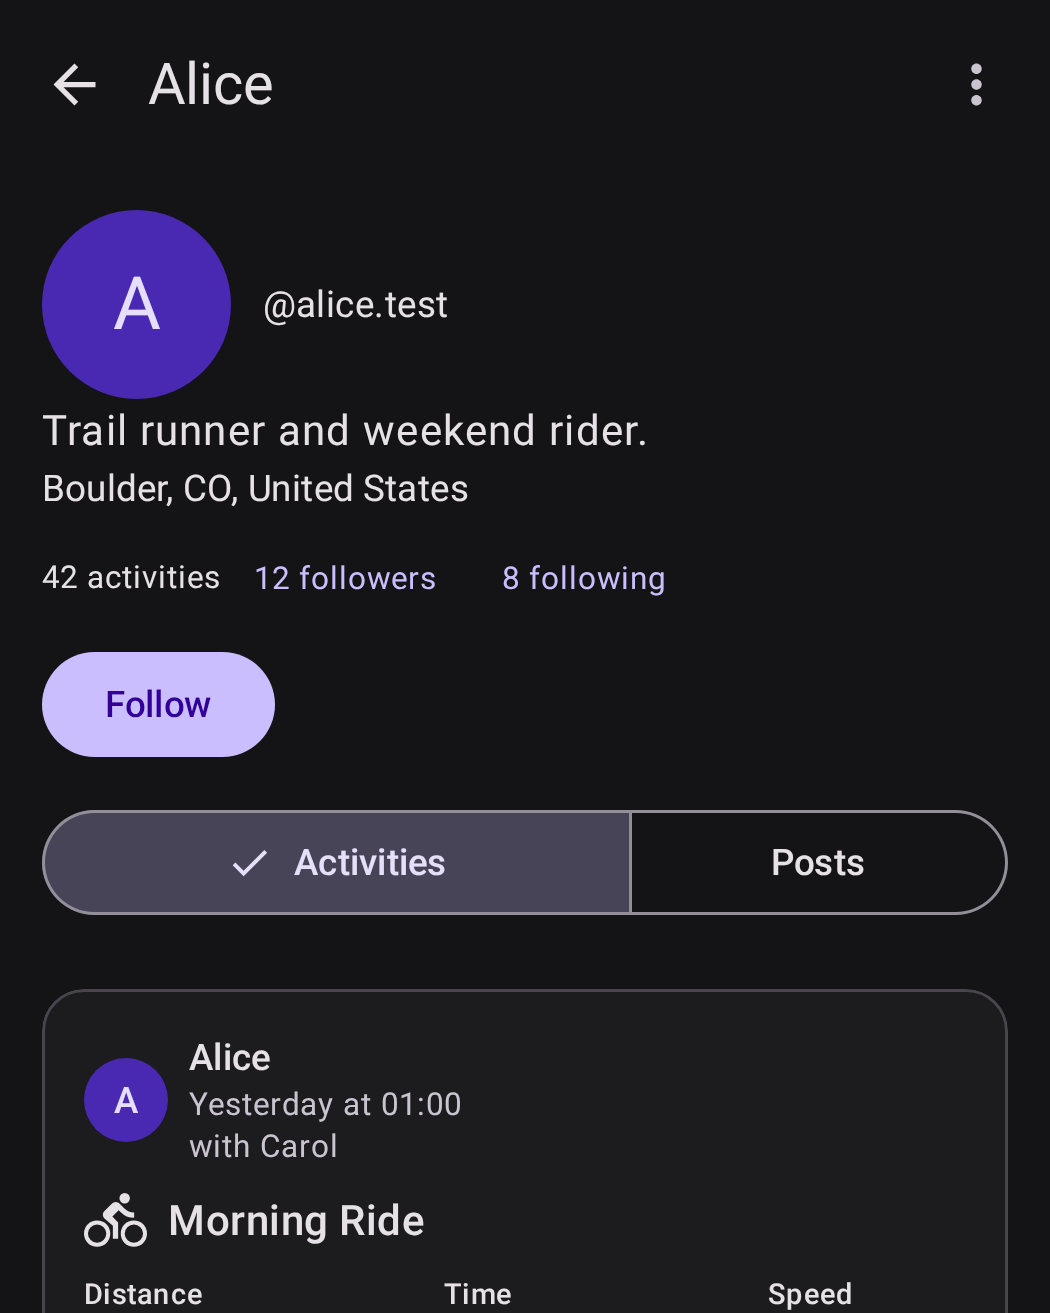 Alice
A
@alice.test
Trail runner and weekend rider.
Boulder, CO, United States
42 activities 12 followers 8 following
Follow
Activities Posts
Alice
A
Yesterday at 01:00
with Carol
Morning Ride
Distance Time Speed